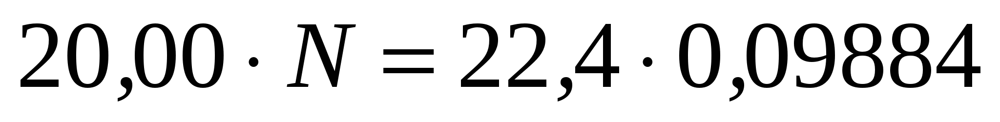 20,00 · N = 22,4 · 0,09884